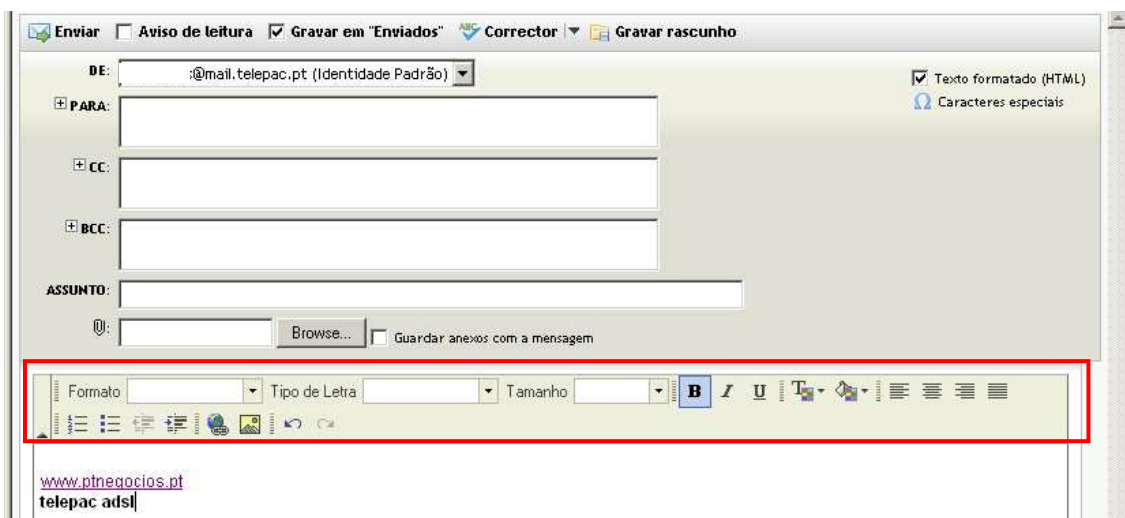 Enviar Aviso de leitura Gravar em "Enviados" ABC Corrector Gravar rascunho
DE: :@mail.telepac.pt (Identidade Padrão) Texto formatado (HTML)
PARA: Ω Caracteres especiais
CC:
BCC:
ASSUNTO:
: Browse... Guardar anexos com a mensagem
Formato Tipo de Letra Tamanho B I U T
www.ptnegocios.pt
telepac adsl